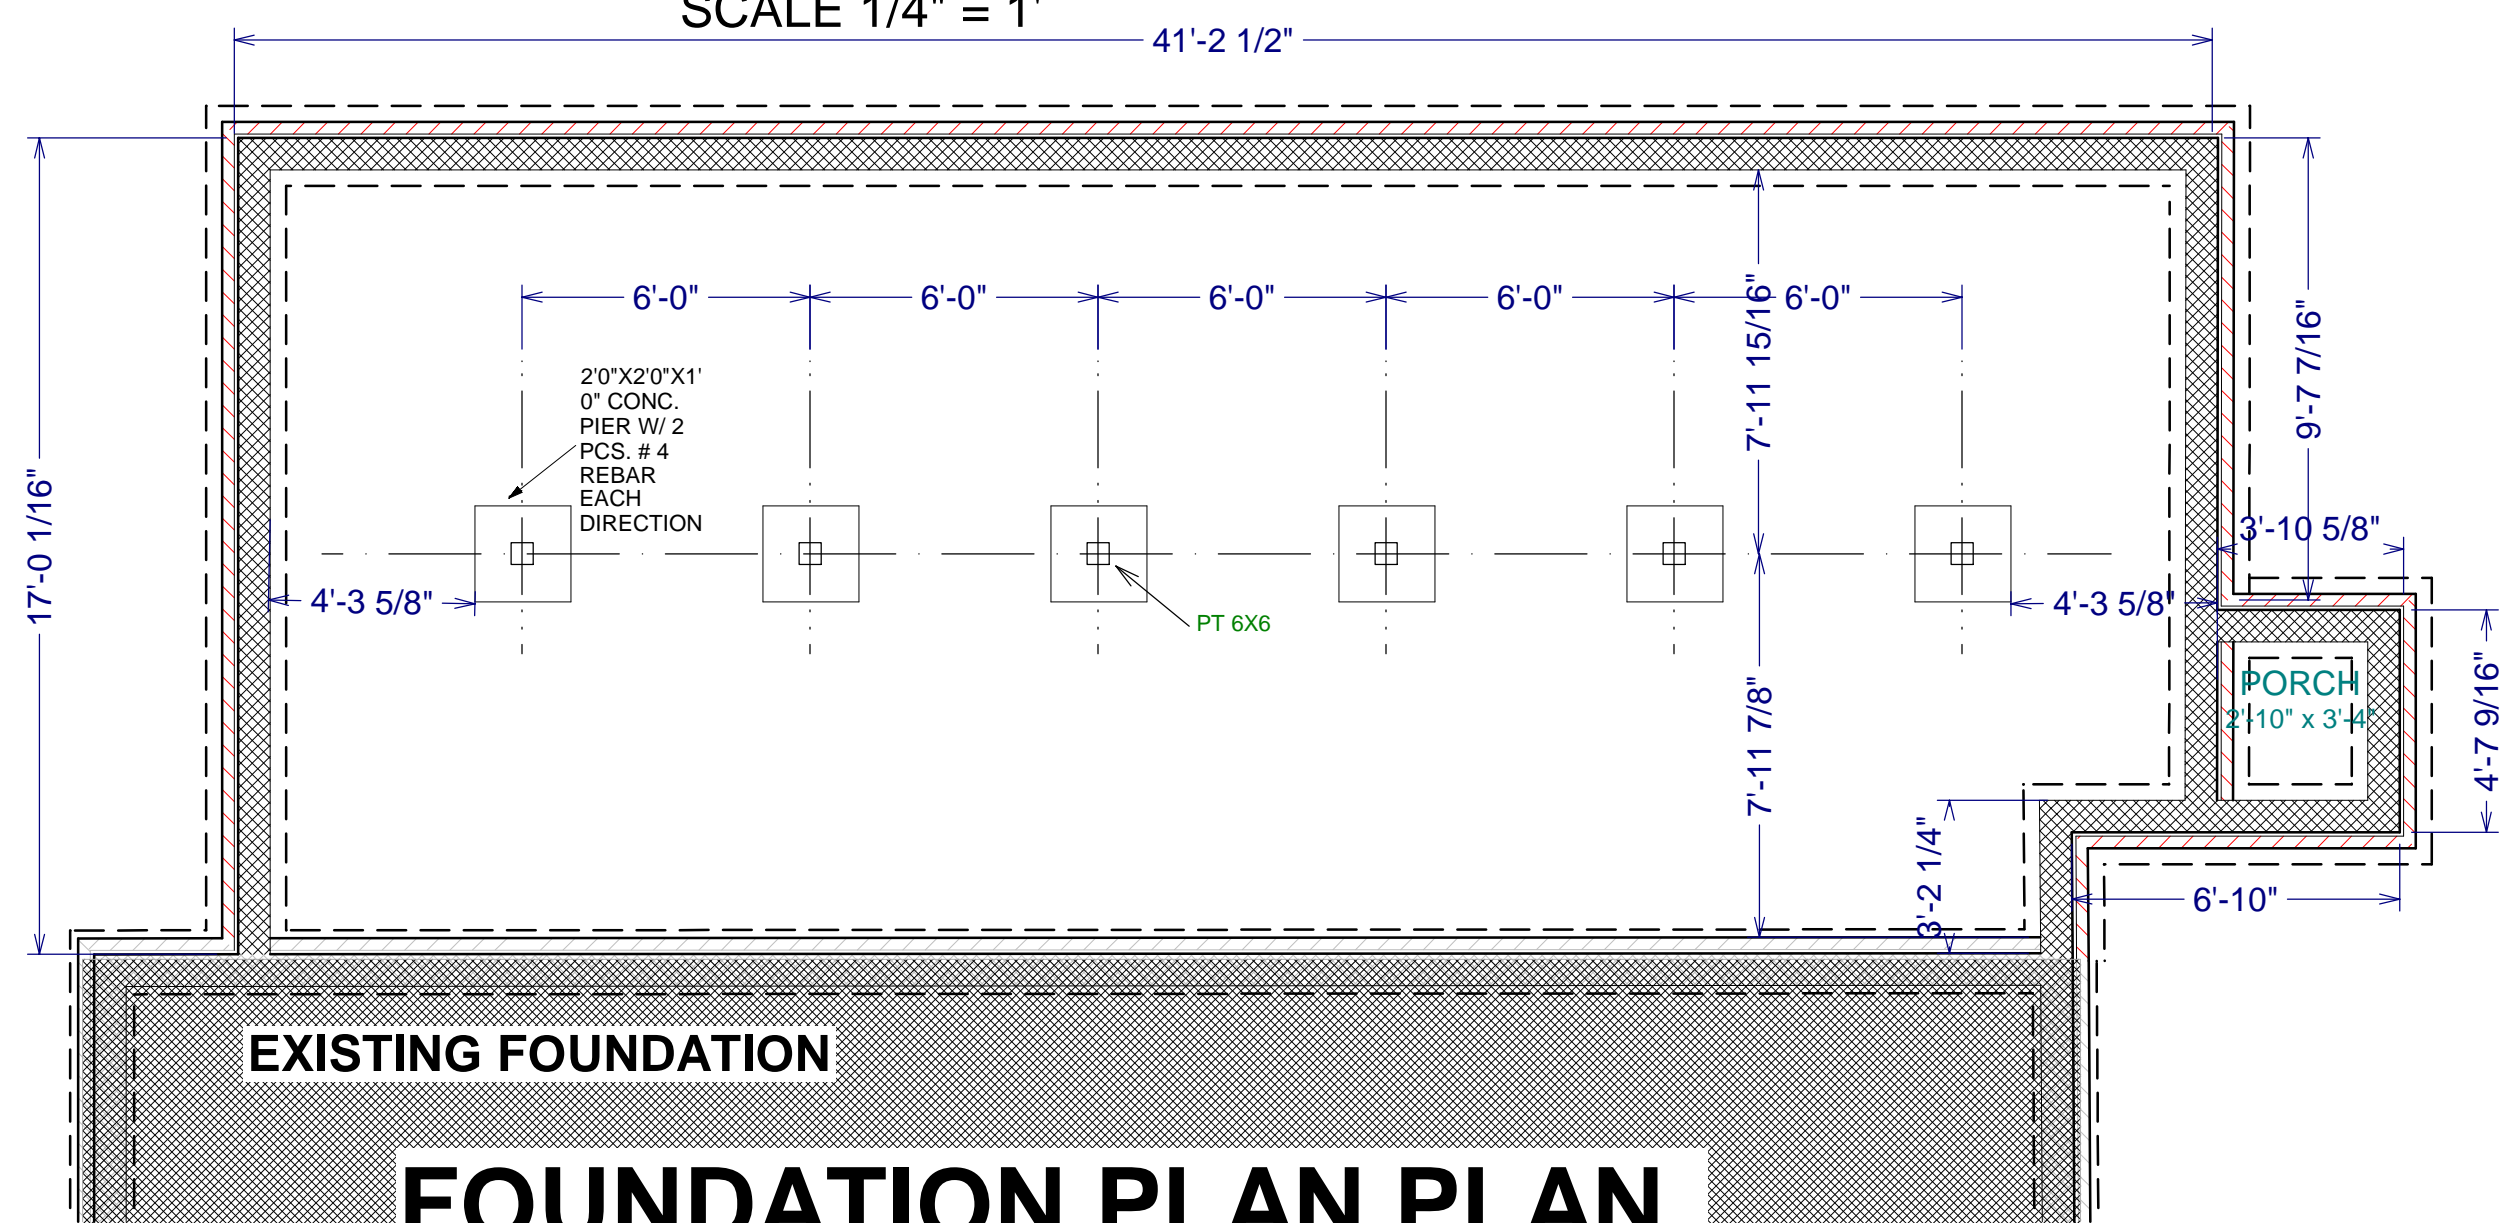 SCALE 1/4" = 1'
41'-2 1/2"
6'-0"
6'-0"
6'-0"
6'-0"
6'-0"
7'-11 15/16"
9'-7 7/16"
2'0"X2'0"X1'
0" CONC.
PIER W/ 2
PCS. # 4
REBAR
EACH
DIRECTION
17'-0 1/16"
3'-10 5/8"
4'-3 5/8"
4'-3 5/8"
PT 6X6
PORCH
2'-10" x 3'-4"
4'-7 9/16"
7'-11 7/8"
3'-2 1/4"
6'-10"
EXISTING FOUNDATION
FOUNDATION PLAN PLAN